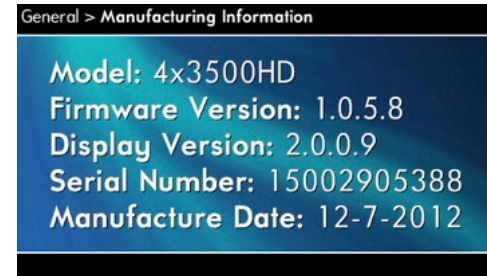 General > Manufacturing Information
Model: 4x3500HD
Firmware Version: 1.0.5.8
Display Version: 2.0.0.9
Serial Number: 15002905388
Manufacture Date: 12-7-2012